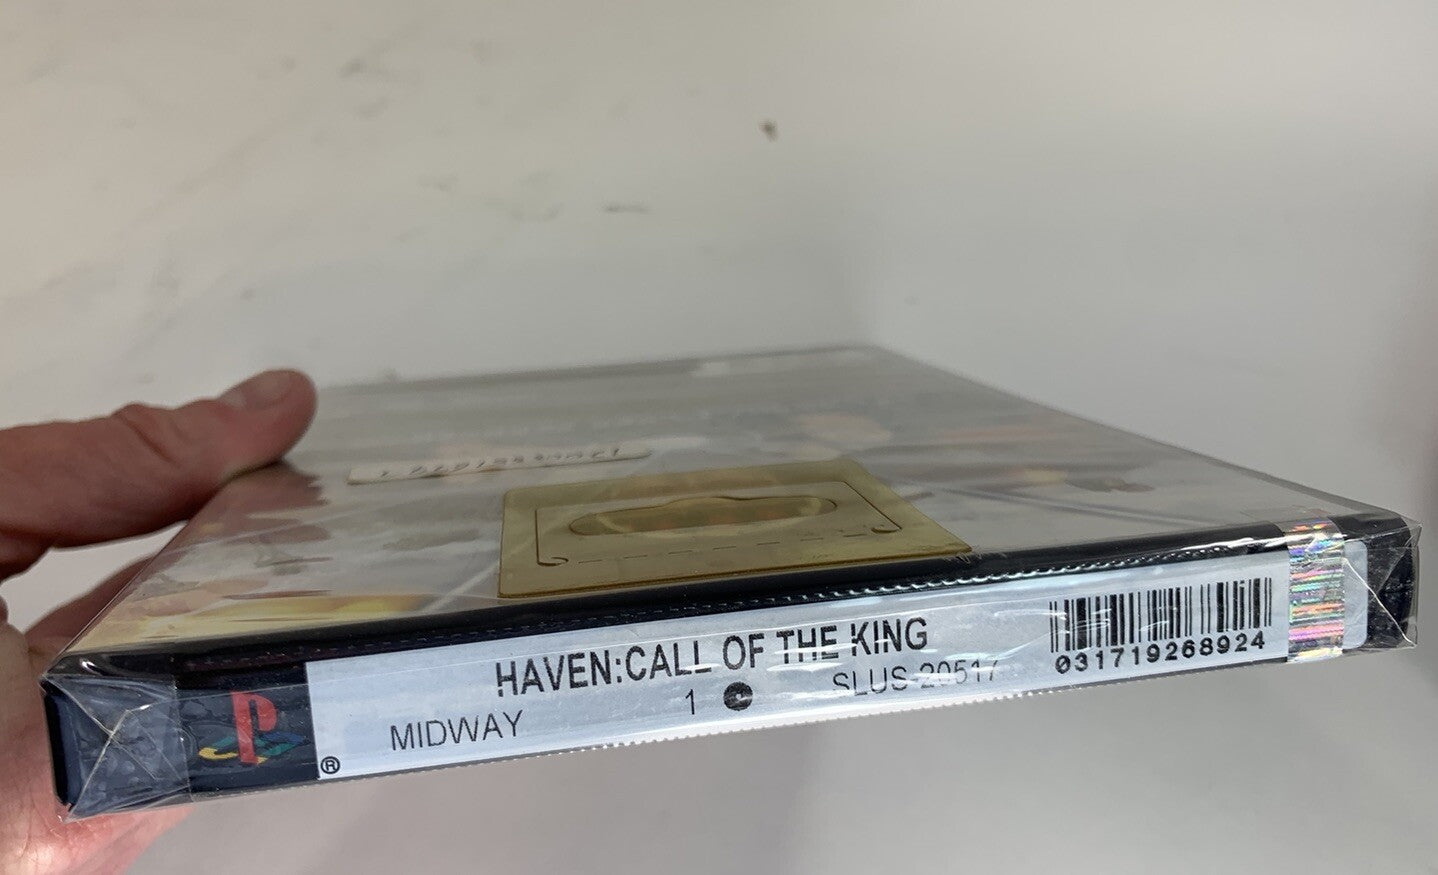 HAVEN:CALL OF THE KING
MIDWAY 1 SLUS-20517
031719268924
®